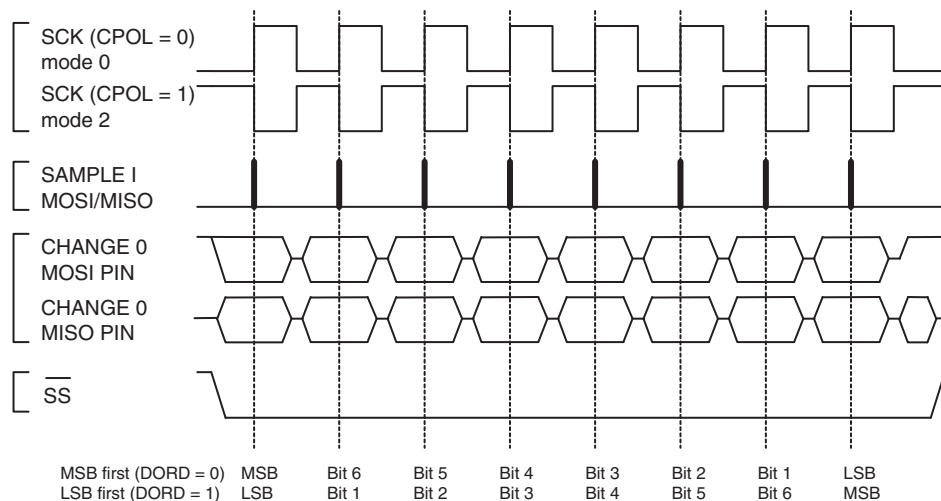 SCK (CPOL = 0)
mode 0
SCK (CPOL = 1)
mode 2
SAMPLE I
MOSI/MISO
CHANGE 0
MOSI PIN
CHANGE 0
MISO PIN
SS
MSB first (DORD = 0) MSB Bit 6 Bit 5 Bit 4 Bit 3 Bit 2 Bit 1 LSB
LSB first (DORD = 1) LSB Bit 1 Bit 2 Bit 3 Bit 4 Bit 5 Bit 6 MSB